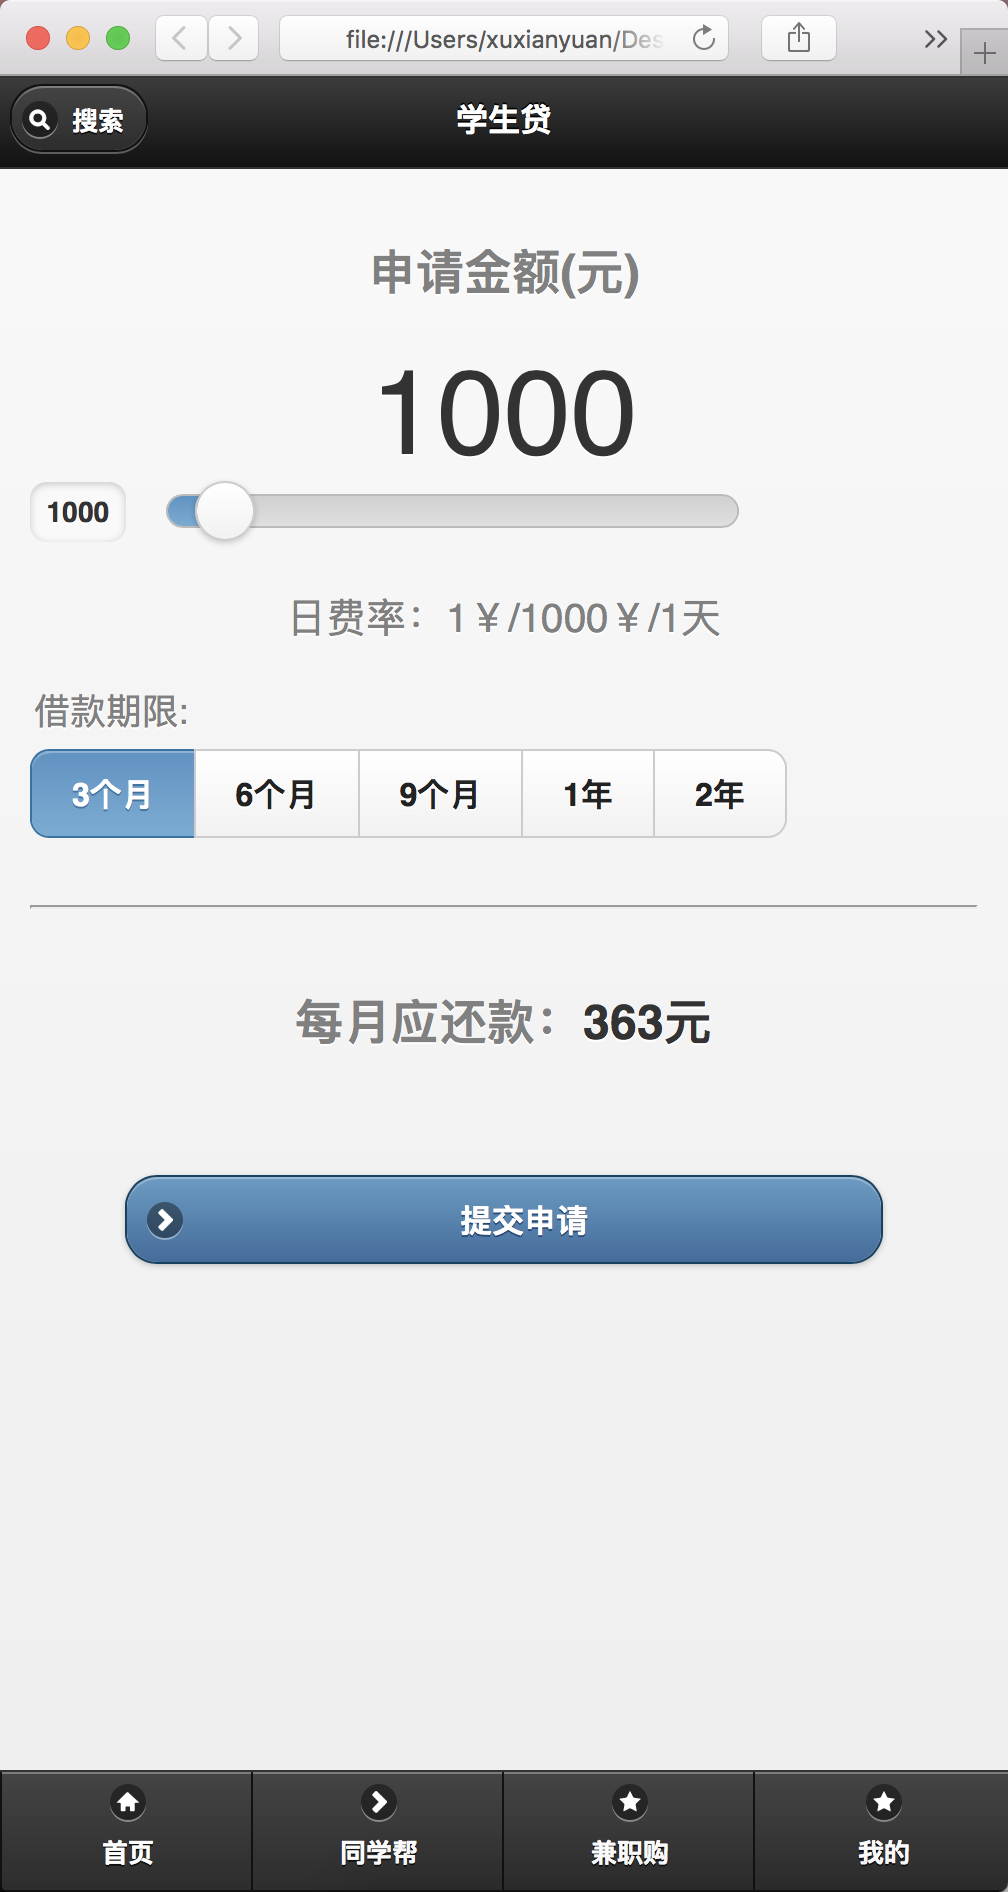 file:///Users/xuxianyuan/Des
搜索
学生贷
申请金额(元)
1000
1000
日费率：1￥/1000￥/1天
借款期限:
3个月 6个月 9个月 1年 2年
每月应还款：363元
提交申请
首页 同学帮 兼职购 我的